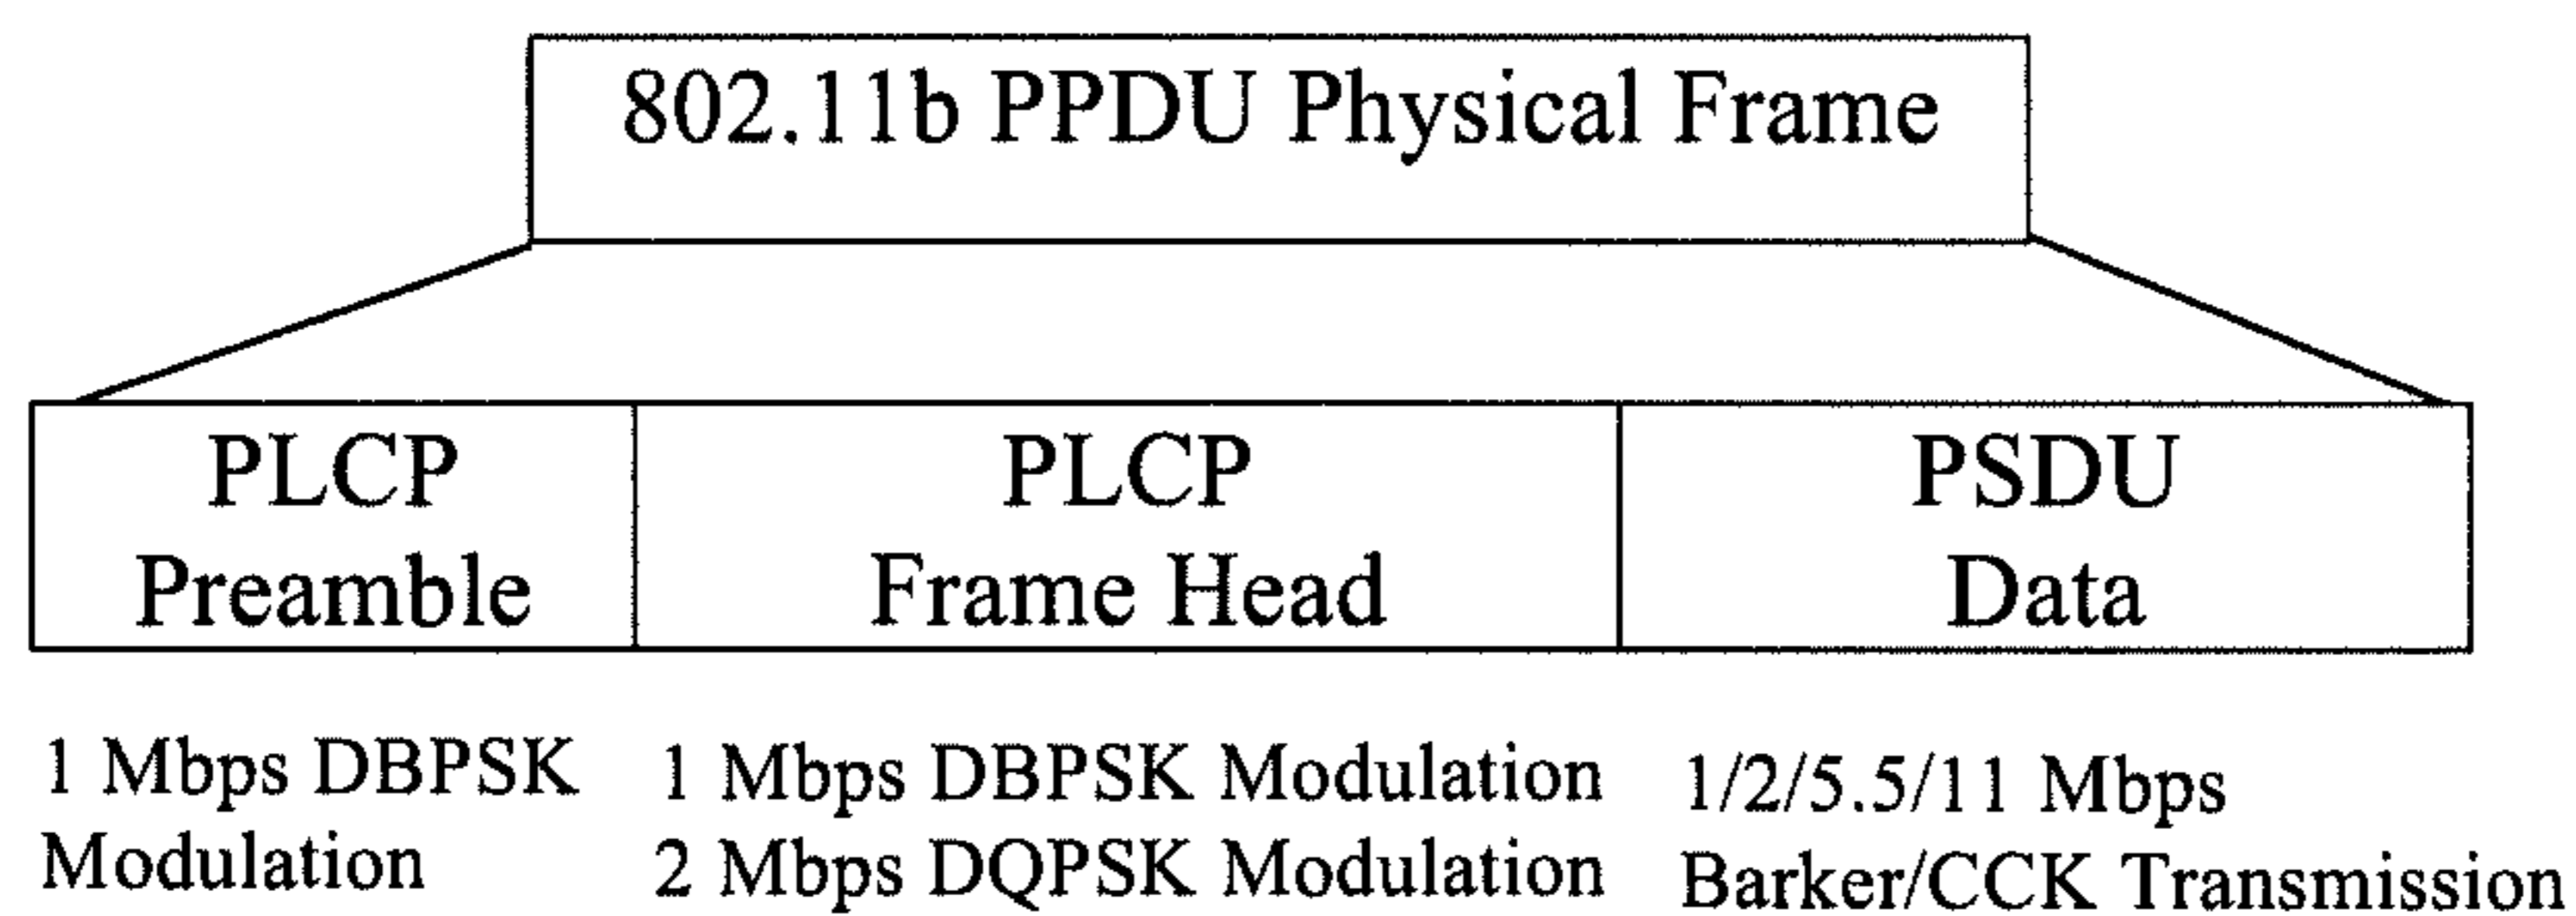 802.11b PPDU Physical Frame
PLCP
Preamble
PLCP
Frame Head
PSDU
Data
1 Mbps DBPSK
Modulation
1 Mbps DBPSK Modulation
2 Mbps DQPSK Modulation
1/2/5.5/11 Mbps
Barker/CCK Transmission